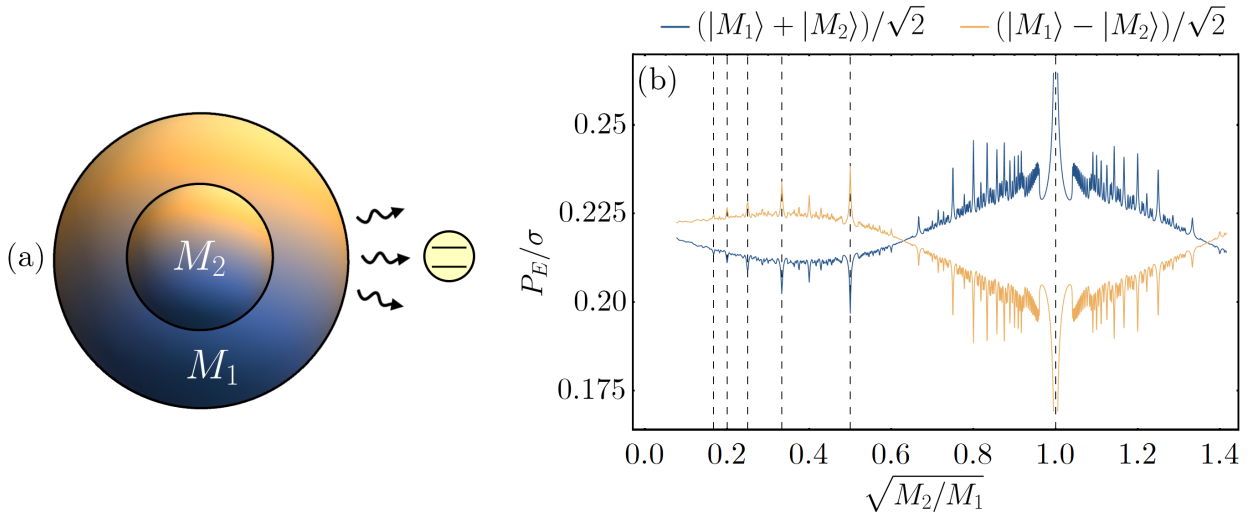 (|M₁⟩ + |M₂⟩)/√2 (|M₁⟩ − |M₂⟩)/√2
(a)
M₂
M₁
(b)
P_E/σ
0.25
0.225
0.20
0.175
0.0 0.2 0.4 0.6 0.8 1.0 1.2 1.4
√M₂/M₁